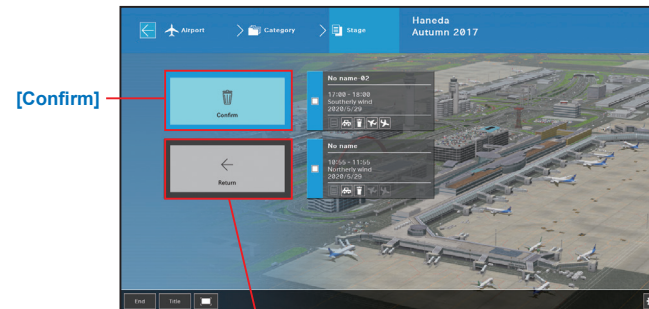 Airport
Category
Stage
Haneda
Autumn 2017
[Confirm]
Confirm
No name-02
17:00 - 18:00
Southerly wind
2020/5/29
Return
No name
10:55 - 11:55
Northerly wind
2020/5/29
End
Title